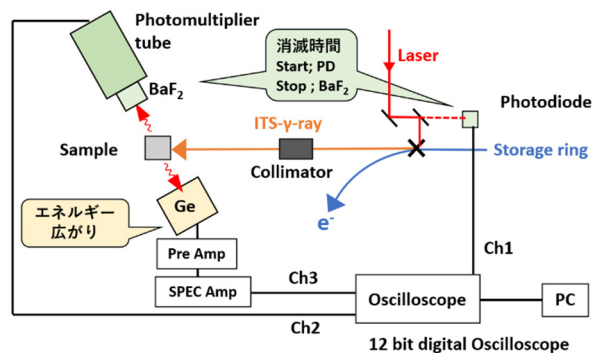 Photomultiplier
tube
BaF2
消滅時間
Start; PD
Stop ; BaF2
Laser
Photodiode
Sample
ITS-γ-ray
Collimator
Storage ring
e-
エネルギー
広がり
Ge
Pre Amp
SPEC Amp
Ch1
Ch3
Ch2
Oscilloscope
PC
12 bit digital Oscilloscope